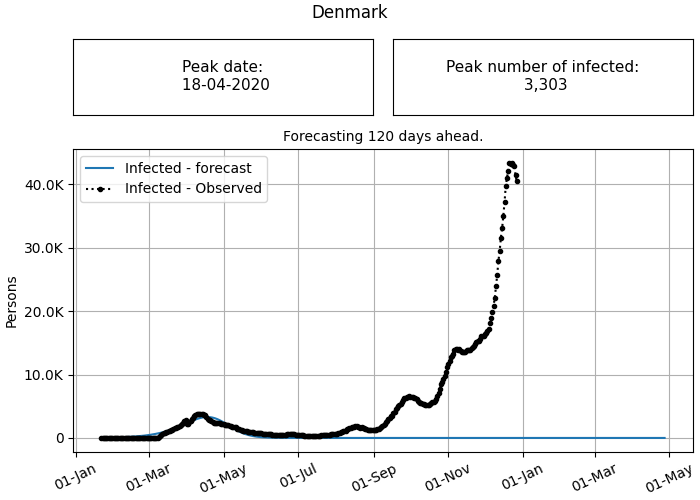 Denmark
Peak date:
18-04-2020
Peak number of infected:
3,303
Forecasting 120 days ahead.
Infected - forecast
Infected - Observed
Persons
40.0K
30.0K
20.0K
10.0K
0
01-Jan
01-Mar
01-May
01-Jul
01-Sep
01-Nov
01-Jan
01-Mar
01-May